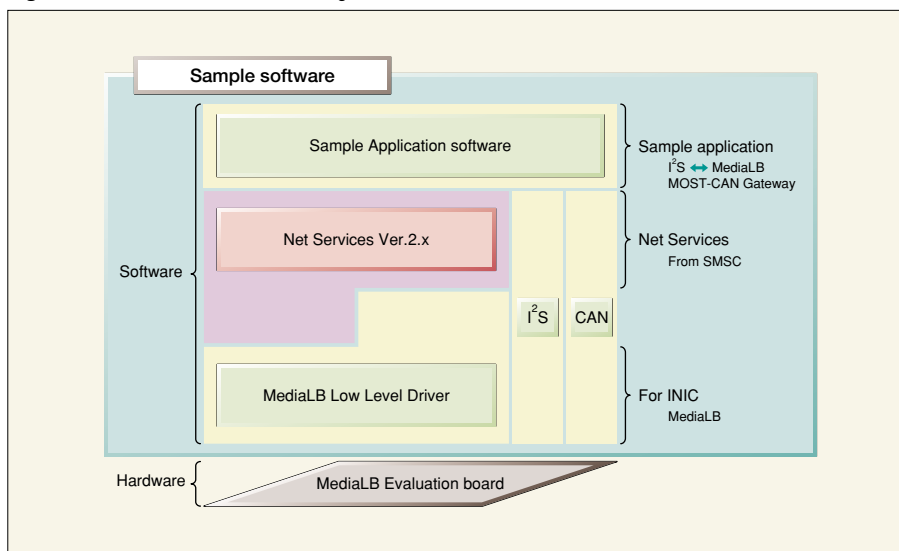 Sample software
Sample Application software
Sample application
I²S ↔ MediaLB
MOST-CAN Gateway
Net Services Ver.2.x
Net Services
From SMSC
Software
I²S
CAN
MediaLB Low Level Driver
For INIC
MediaLB
Hardware
MediaLB Evaluation board